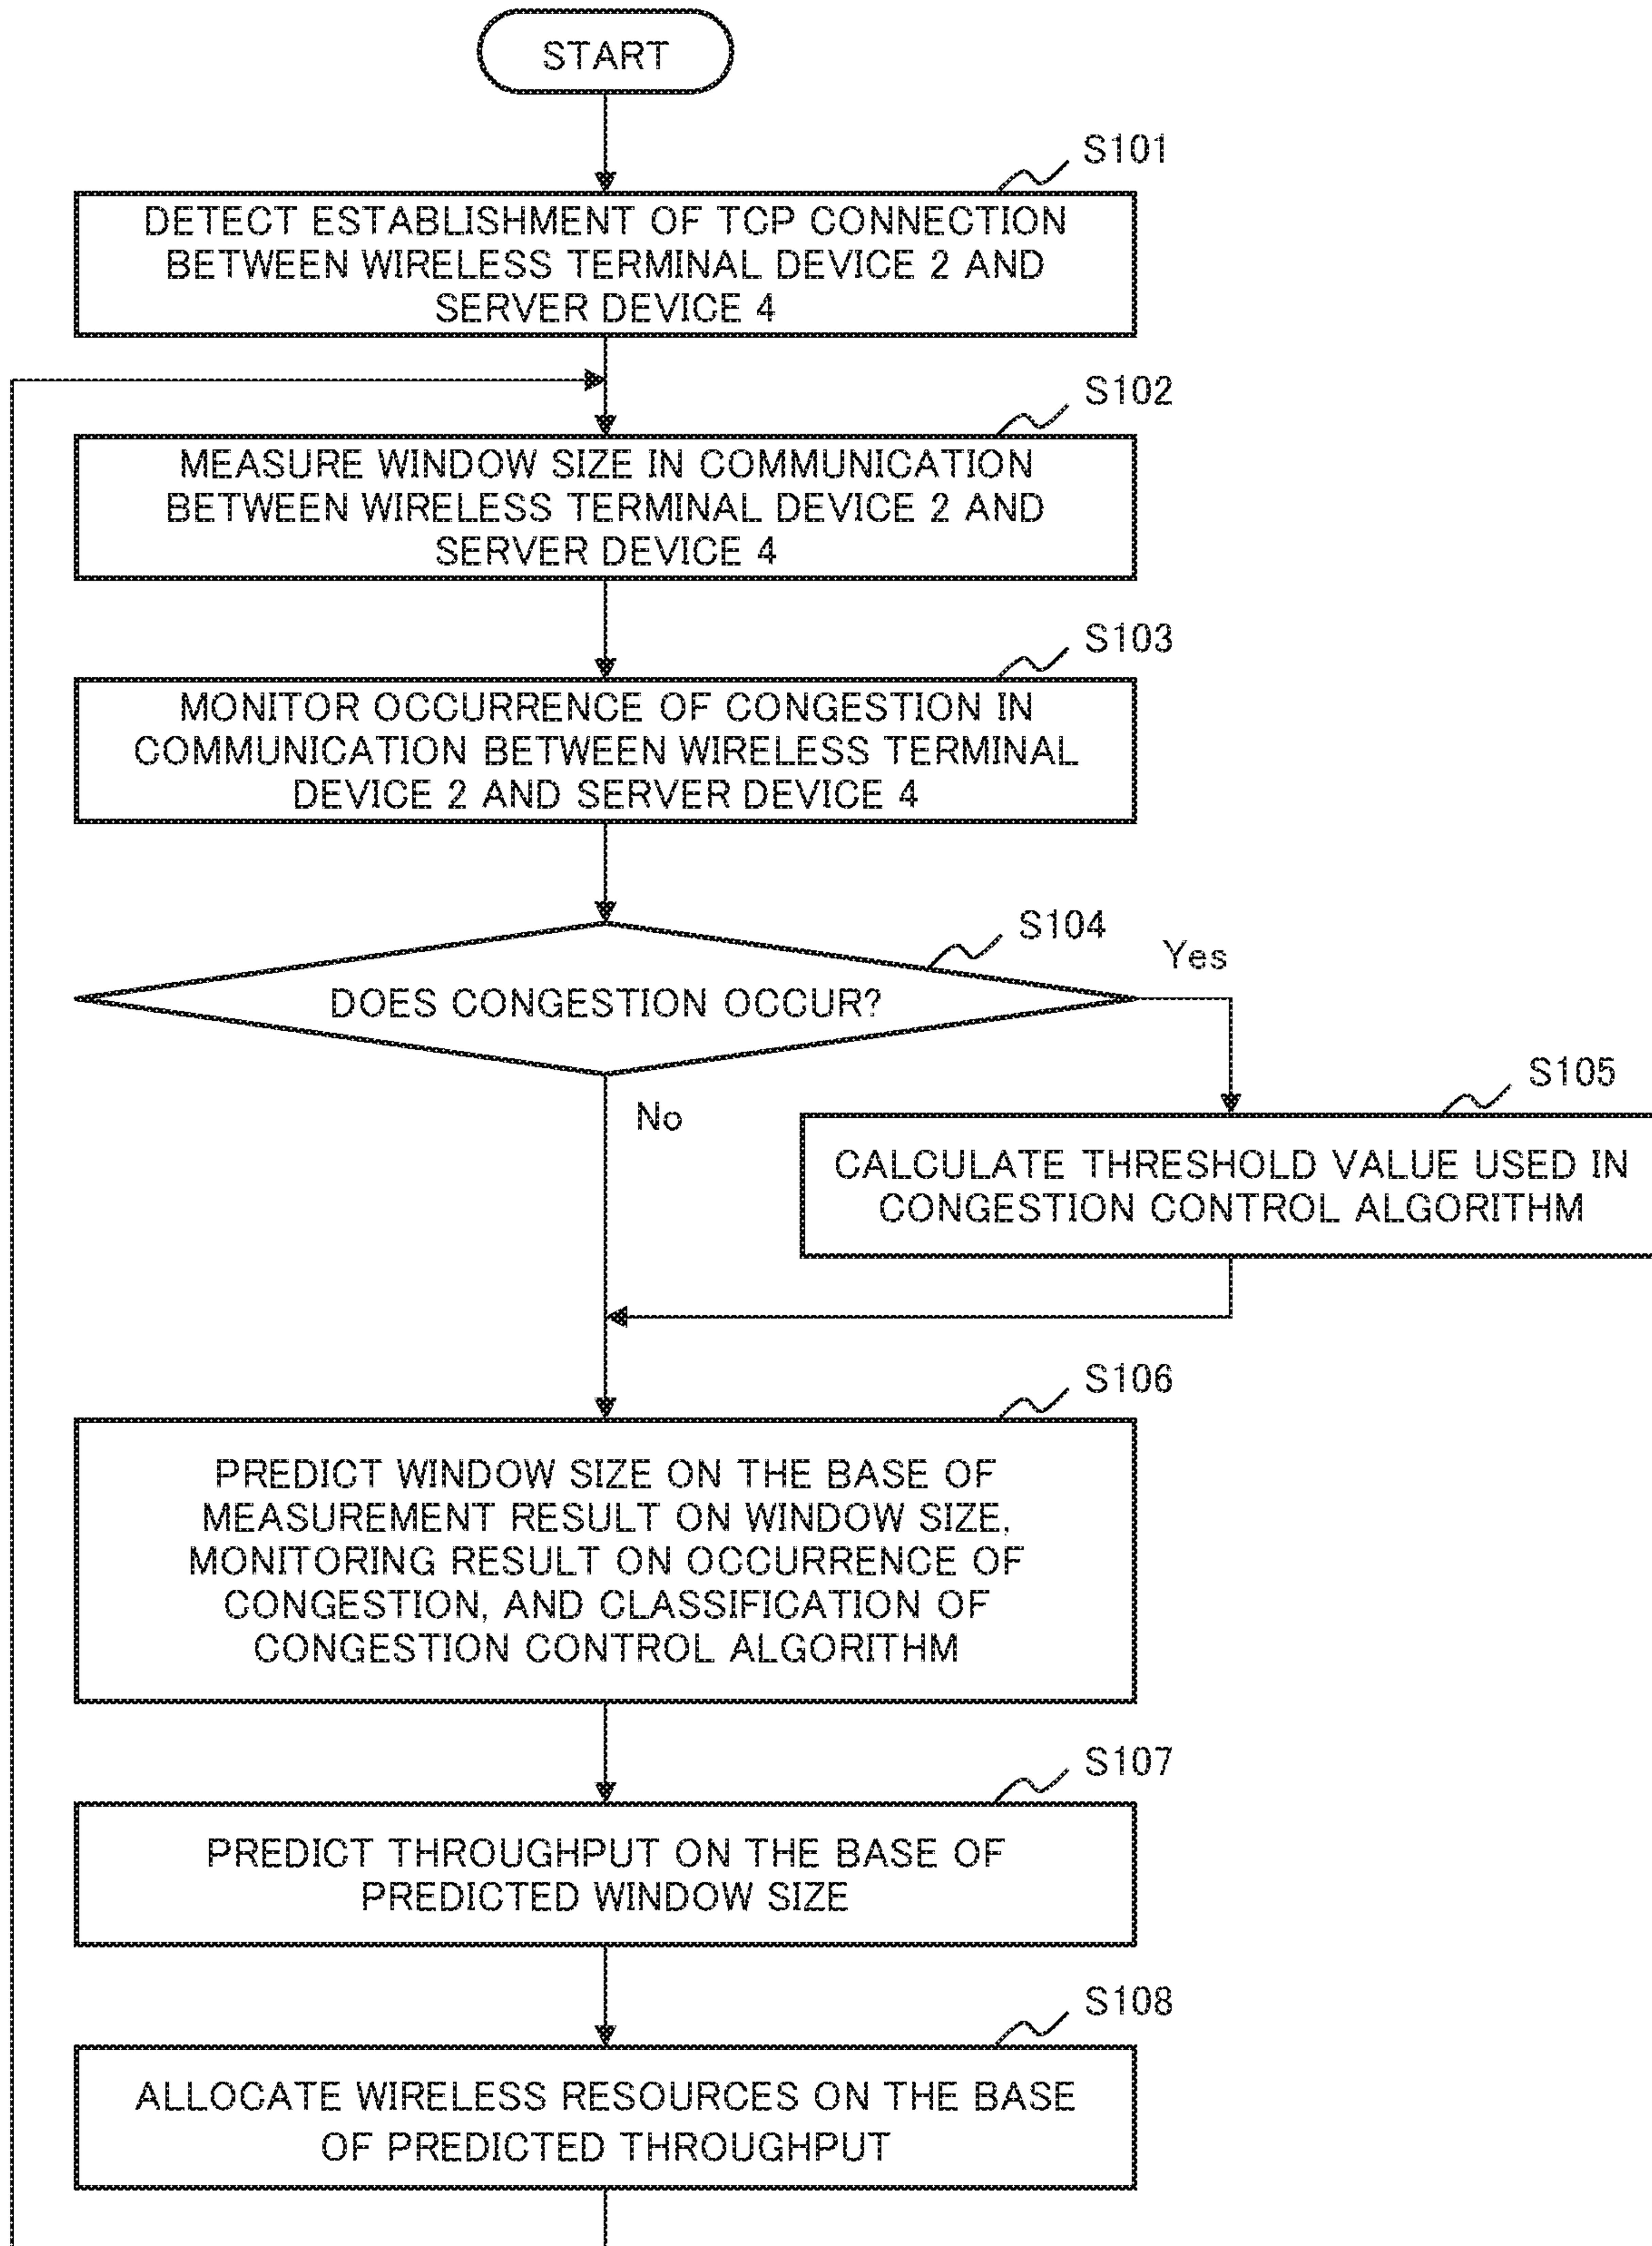 START
S101
DETECT ESTABLISHMENT OF TCP CONNECTION
BETWEEN WIRELESS TERMINAL DEVICE 2 AND
SERVER DEVICE 4
S102
MEASURE WINDOW SIZE IN COMMUNICATION
BETWEEN WIRELESS TERMINAL DEVICE 2 AND
SERVER DEVICE 4
S103
MONITOR OCCURRENCE OF CONGESTION IN
COMMUNICATION BETWEEN WIRELESS TERMINAL
DEVICE 2 AND SERVER DEVICE 4
S104
Yes
DOES CONGESTION OCCUR?
No
S105
CALCULATE THRESHOLD VALUE USED IN
CONGESTION CONTROL ALGORITHM
S106
PREDICT WINDOW SIZE ON THE BASE OF
MEASUREMENT RESULT ON WINDOW SIZE,
MONITORING RESULT ON OCCURRENCE OF
CONGESTION, AND CLASSIFICATION OF
CONGESTION CONTROL ALGORITHM
S107
PREDICT THROUGHPUT ON THE BASE OF
PREDICTED WINDOW SIZE
S108
ALLOCATE WIRELESS RESOURCES ON THE BASE
OF PREDICTED THROUGHPUT